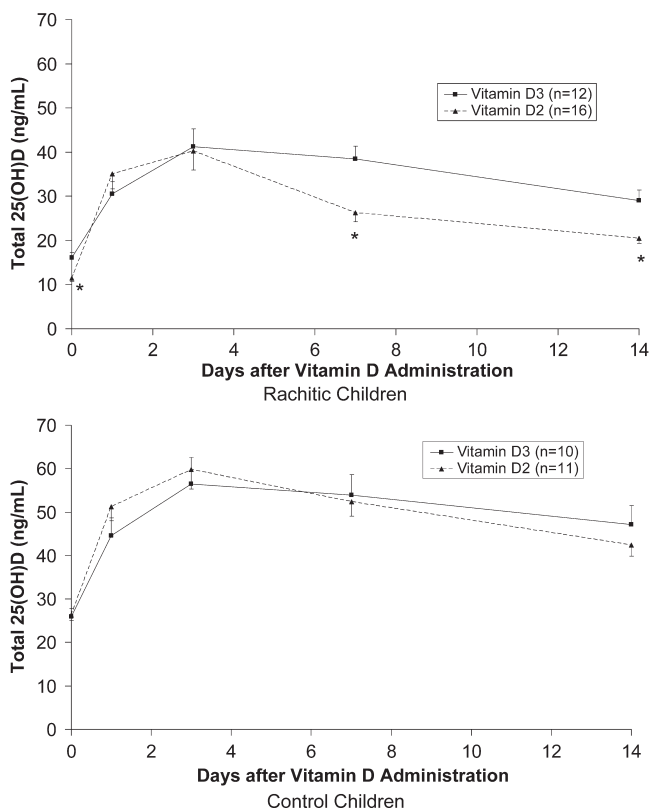 70
60
50
40
30
20
10
0
Total 25(OH)D (ng/mL)
Vitamin D3 (n=12)
Vitamin D2 (n=16)
*
*
*
0 2 4 6 8 10 12 14
Days after Vitamin D Administration
Rachitic Children
70
60
50
40
30
20
10
0
Total 25(OH)D (ng/mL)
Vitamin D3 (n=10)
Vitamin D2 (n=11)
0 2 4 6 8 10 12 14
Days after Vitamin D Administration
Control Children